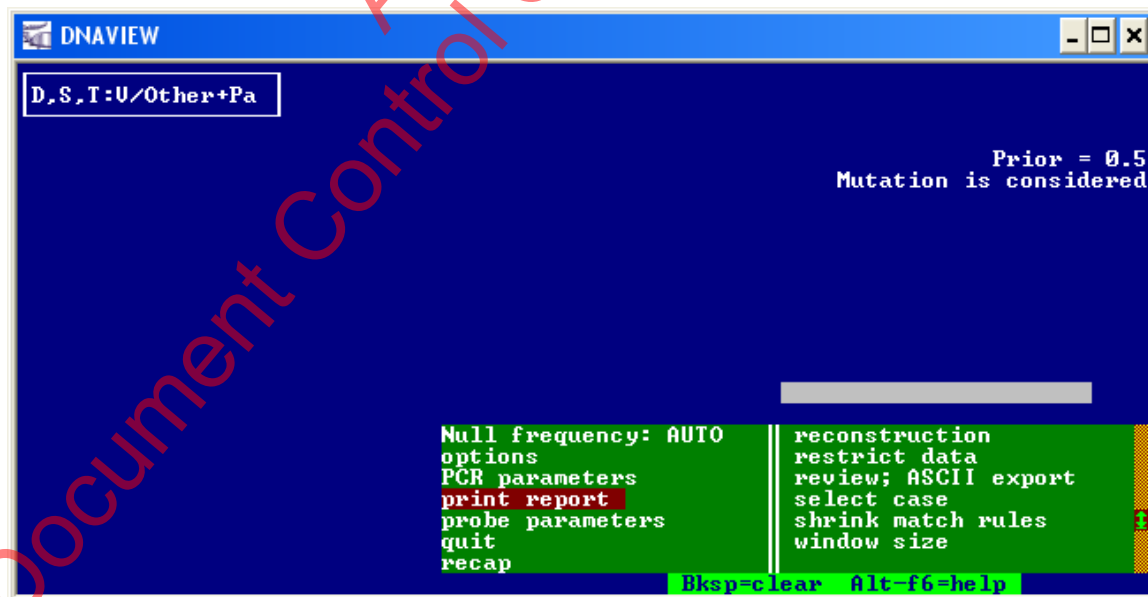 DNAVIEW
D,S,T:V/Other+Pa
Prior = 0.5
Mutation is considered
Null frequency: AUTO
options
PCR parameters
print report
probe parameters
quit
recap
reconstruction
restrict data
review; ASCII export
select case
shrink match rules
window size
Bksp=clear Alt-f6=help
Document Control